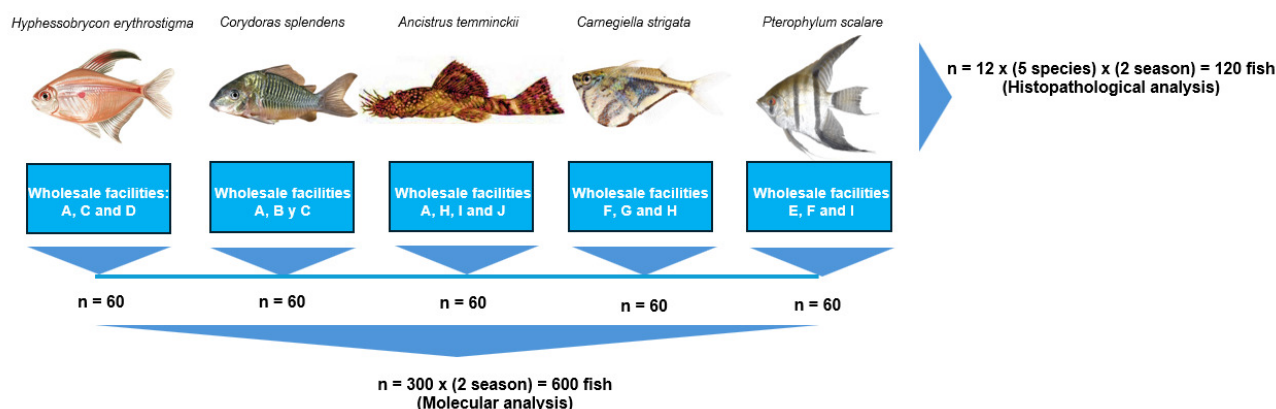 Hyphessobrycon erythrostigma
Corydoras splendens
Ancistrus temminckii
Carnegiella strigata
Pterophylum scalare
n = 12 x (5 species) x (2 season) = 120 fish
(Histopathological analysis)
Wholesale facilities:
A, C and D
Wholesale facilities
A, B y C
Wholesale facilities
A, H, I and J
Wholesale facilities
F, G and H
Wholesale facilities
E, F and I
n = 60
n = 60
n = 60
n = 60
n = 60
n = 300 x (2 season) = 600 fish
(Molecular analysis)